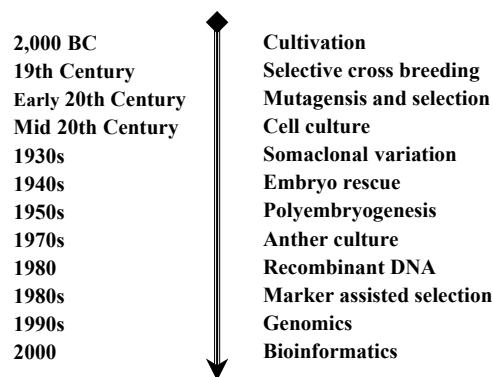 2,000 BC Cultivation
19th Century Selective cross breeding
Early 20th Century Mutagensis and selection
Mid 20th Century Cell culture
1930s Somaclonal variation
1940s Embryo rescue
1950s Polyembryogenesis
1970s Anther culture
1980 Recombinant DNA
1980s Marker assisted selection
1990s Genomics
2000 Bioinformatics